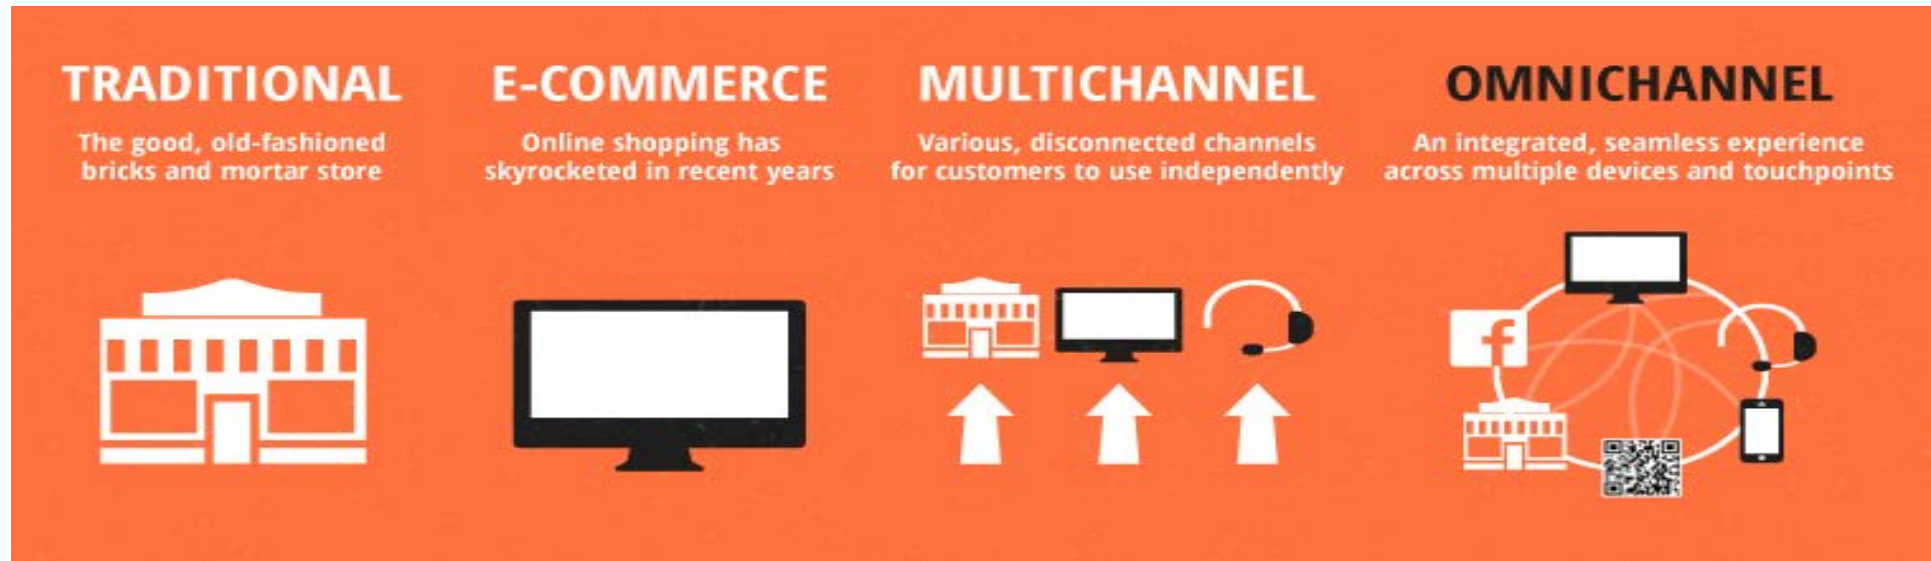 TRADITIONAL
The good, old-fashioned
bricks and mortar store
E-COMMERCE
Online shopping has
skyrocketed in recent years
MULTICHANNEL
Various, disconnected channels
for customers to use independently
OMNICHANNEL
An integrated, seamless experience
across multiple devices and touchpoints
f